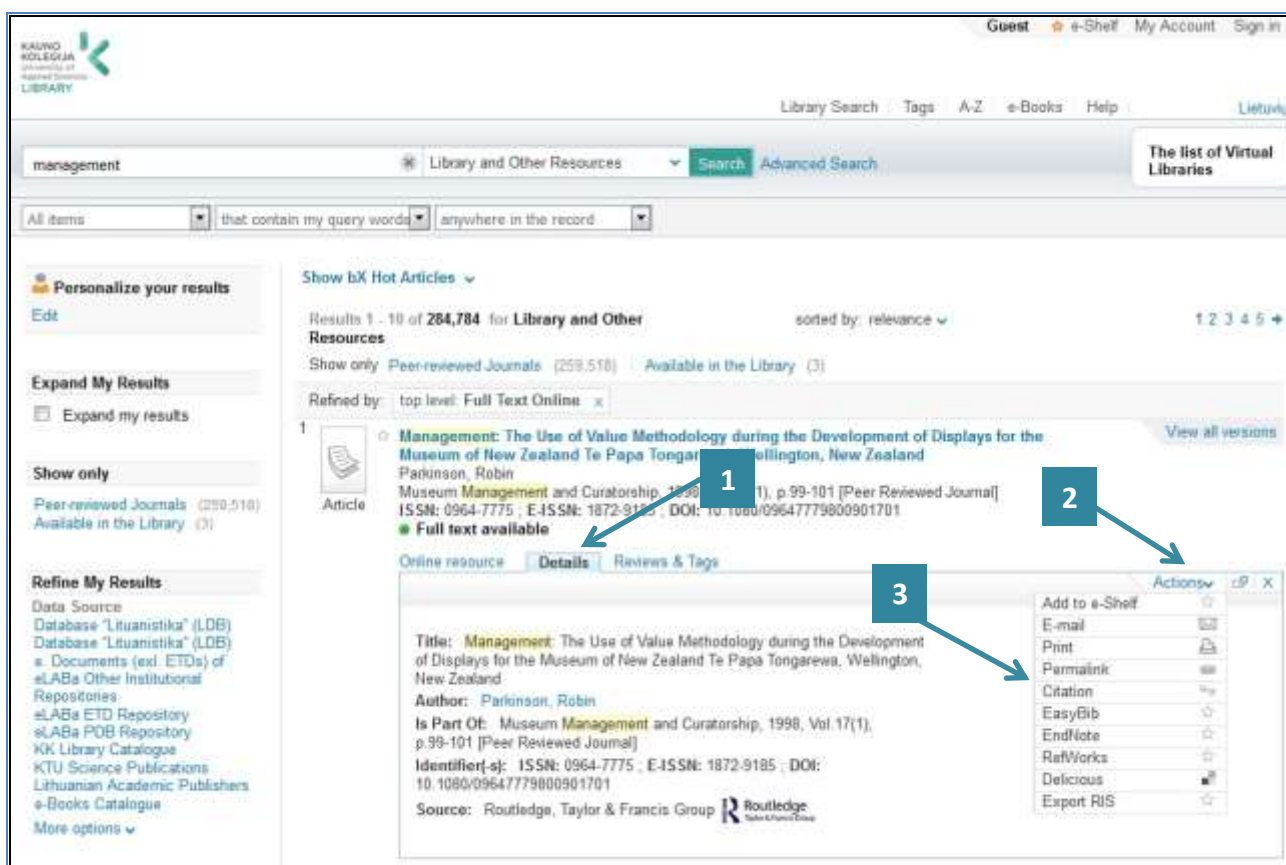 Guest e-Shelf My Account Sign in
KAUNO
KOLEGIJA
University of
Applied Sciences
LIBRARY
Library Search Tags A-Z e-Books Help Lietuvių
management Library and Other Resources Search Advanced Search
The list of Virtual
Libraries
All items that contain my query words anywhere in the record
Personalize your results
Edit
Expand My Results
Expand my results
Show only
Peer-reviewed Journals (259,518)
Available in the Library (3)
Refine My Results
Data Source
Database "Lituanistika" (LDB)
Database "Lituanistika" (LDB)
e. Documents (exl. ETDs) of
eLABa Other Institutional
Repositories
eLABa ETD Repository
eLABa PDB Repository
KK Library Catalogue
KTU Science Publications
Lithuanian Academic Publishers
e-Books Catalogue
More options
Show bX Hot Articles
Results 1 - 10 of 284,784 for Library and Other
Resources
sorted by: relevance
1 2 3 4 5
Show only Peer-reviewed Journals (259,518) Available in the Library (3)
Refined by: top level: Full Text Online x
1
Article
Management: The Use of Value Methodology during the Development of Displays for the
Museum of New Zealand Te Papa Wellington, New Zealand
View all versions
Parkinson, Robin
Museum Management and Curatorship, 1998 p.99-101 [Peer Reviewed Journal]
ISSN: 0964-7775 ; E-ISSN: 1872-9185 ; DOI: 10.1080/09647779800901701
Full text available
1
2
3
Online resource Details Reviews & Tags
Actions X
Add to e-Shelf
E-mail
Print
Permalink
Citation
EasyBib
EndNote
RefWorks
Delicious
Export RIS
Title: Management: The Use of Value Methodology during the Development
of Displays for the Museum of New Zealand Te Papa Tongarewa, Wellington,
New Zealand
Author: Parkinson, Robin
Is Part Of: Museum Management and Curatorship, 1998, Vol.17(1),
p.99-101 [Peer Reviewed Journal]
Identifier(-s): ISSN: 0964-7775 ; E-ISSN: 1872-9185 ; DOI:
10.1080/09647779800901701
Source: Routledge, Taylor & Francis Group Routledge
Taylor & Francis Group